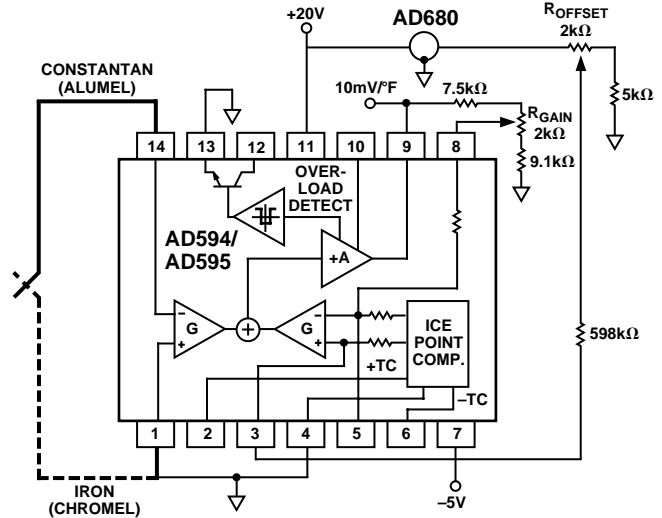 +20V
AD680
R_OFFSET
2kΩ
5kΩ
CONSTANTAN
(ALUMEL)
10mV/°F
7.5kΩ
R_GAIN
2kΩ
9.1kΩ
14 13 12 11 10 9 8
OVER-
LOAD
DETECT
AD594/
AD595
+A
– G +
+
G – +
ICE
POINT
COMP.
+TC
–TC
598kΩ
1 2 3 4 5 6 7
IRON
(CHROMEL)
–5V